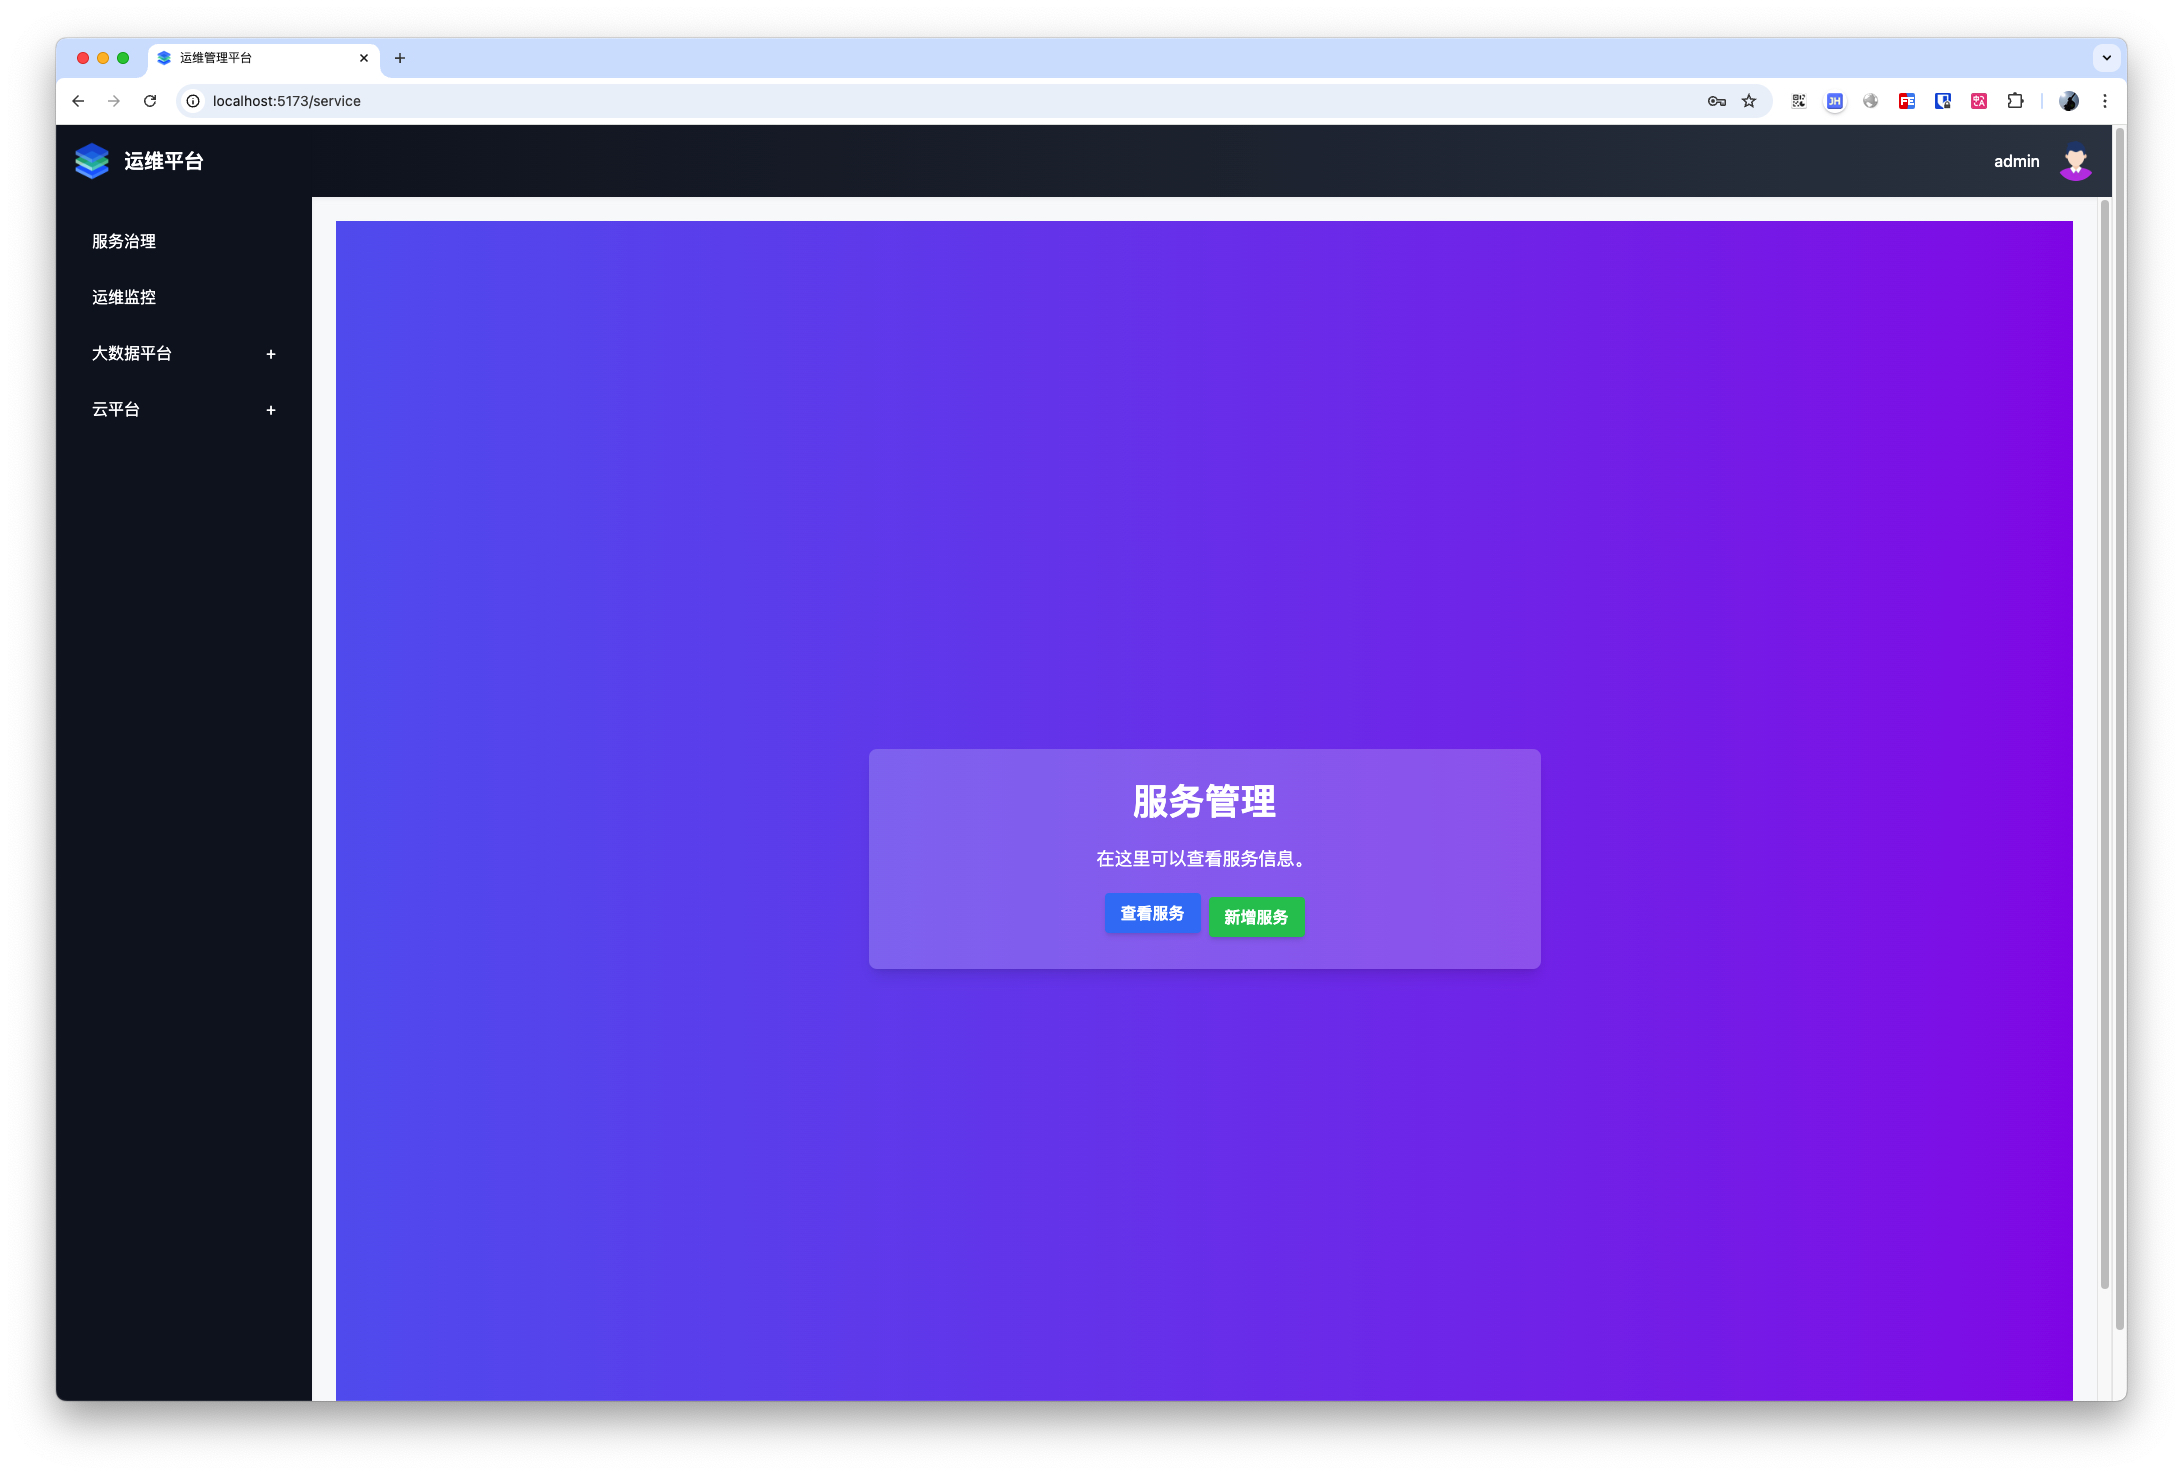 运维管理平台
localhost:5173/service
JH
FE
运维平台
admin
服务治理
运维监控
大数据平台 +
云平台 +
服务管理
在这里可以查看服务信息。
查看服务
新增服务